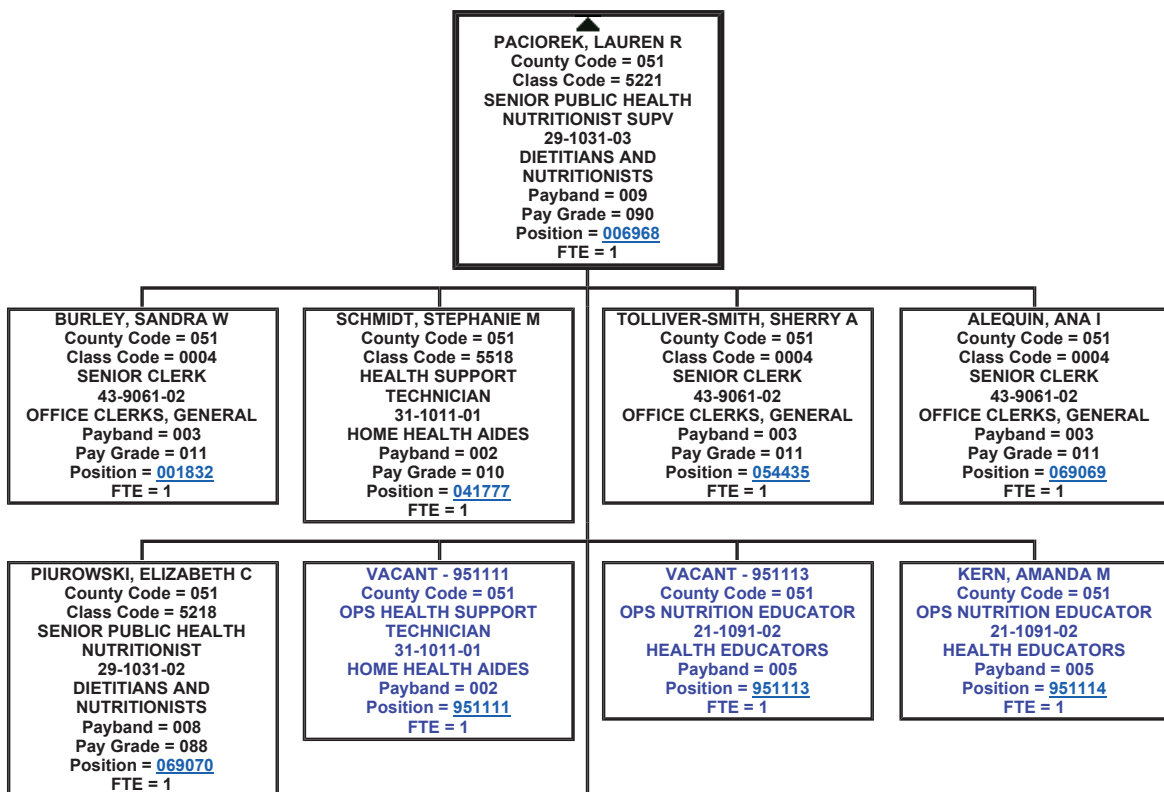 PACIOREK, LAUREN R
County Code = 051
Class Code = 5221
SENIOR PUBLIC HEALTH
NUTRITIONIST SUPV
29-1031-03
DIETITIANS AND
NUTRITIONISTS
Payband = 009
Pay Grade = 090
Position = 006968
FTE = 1
BURLEY, SANDRA W
County Code = 051
Class Code = 0004
SENIOR CLERK
43-9061-02
OFFICE CLERKS, GENERAL
Payband = 003
Pay Grade = 011
Position = 001832
FTE = 1
SCHMIDT, STEPHANIE M
County Code = 051
Class Code = 5518
HEALTH SUPPORT
TECHNICIAN
31-1011-01
HOME HEALTH AIDES
Payband = 002
Pay Grade = 010
Position = 041777
FTE = 1
TOLLIVER-SMITH, SHERRY A
County Code = 051
Class Code = 0004
SENIOR CLERK
43-9061-02
OFFICE CLERKS, GENERAL
Payband = 003
Pay Grade = 011
Position = 054435
FTE = 1
ALEQUIN, ANA I
County Code = 051
Class Code = 0004
SENIOR CLERK
43-9061-02
OFFICE CLERKS, GENERAL
Payband = 003
Pay Grade = 011
Position = 069069
FTE = 1
PIUROWSKI, ELIZABETH C
County Code = 051
Class Code = 5218
SENIOR PUBLIC HEALTH
NUTRITIONIST
29-1031-02
DIETITIANS AND
NUTRITIONISTS
Payband = 008
Pay Grade = 088
Position = 069070
FTE = 1
VACANT - 951111
County Code = 051
OPS HEALTH SUPPORT
TECHNICIAN
31-1011-01
HOME HEALTH AIDES
Payband = 002
Position = 951111
FTE = 1
VACANT - 951113
County Code = 051
OPS NUTRITION EDUCATOR
21-1091-02
HEALTH EDUCATORS
Payband = 005
Position = 951113
FTE = 1
KERN, AMANDA M
County Code = 051
OPS NUTRITION EDUCATOR
21-1091-02
HEALTH EDUCATORS
Payband = 005
Position = 951114
FTE = 1